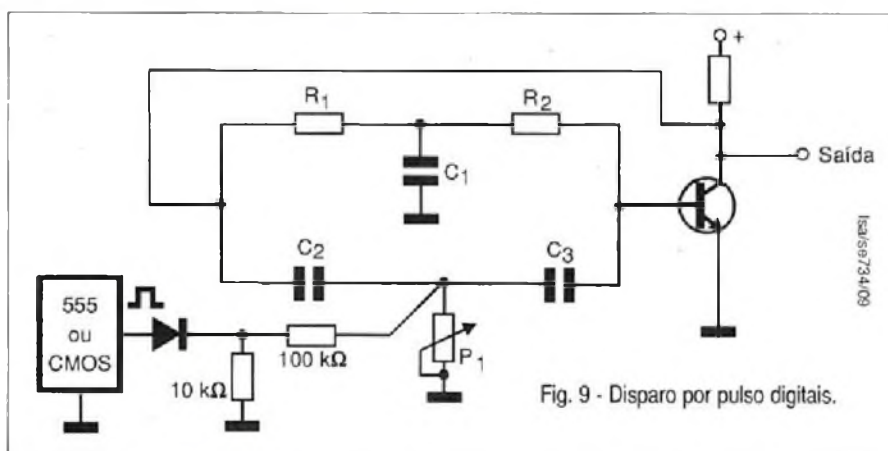 +
R1
R2
C1
Saída
C2
C3
555
ou
CMOS
100 kΩ
10 kΩ
P1
Fig. 9 - Disparo por pulso digitais.
lsa/se734/09